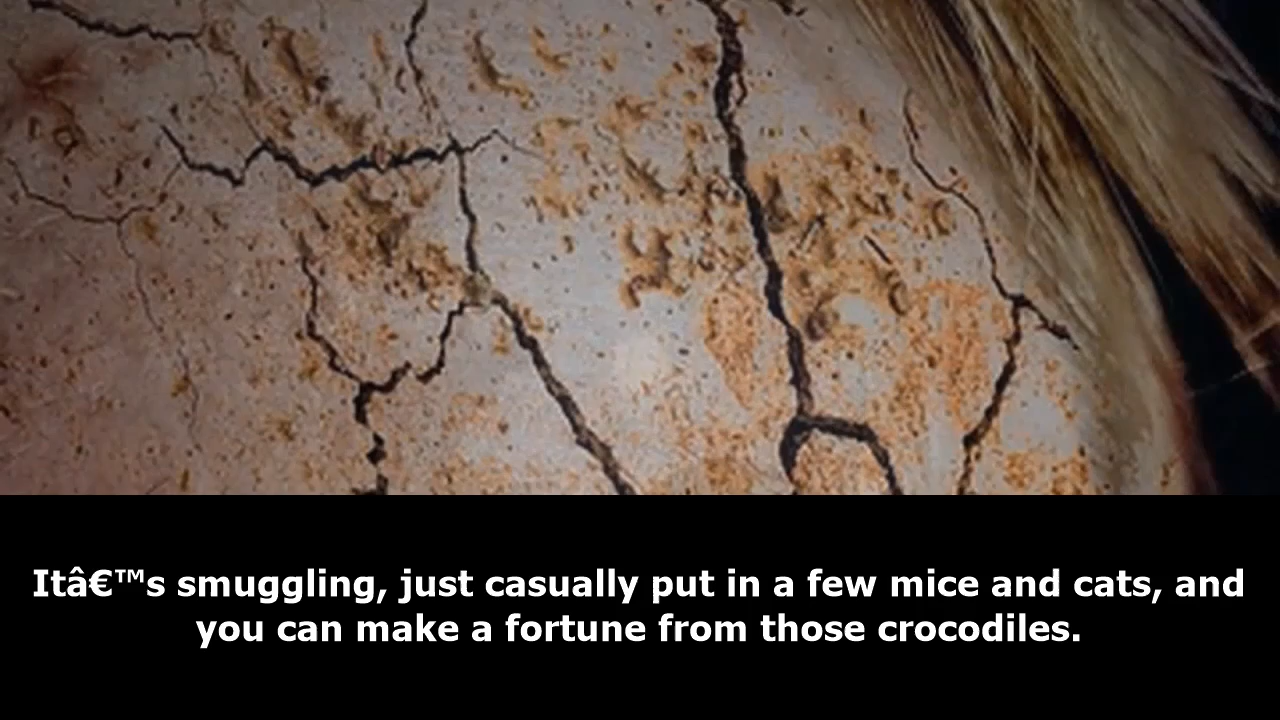 Itâ€™s smuggling, just casually put in a few mice and cats, and
you can make a fortune from those crocodiles.